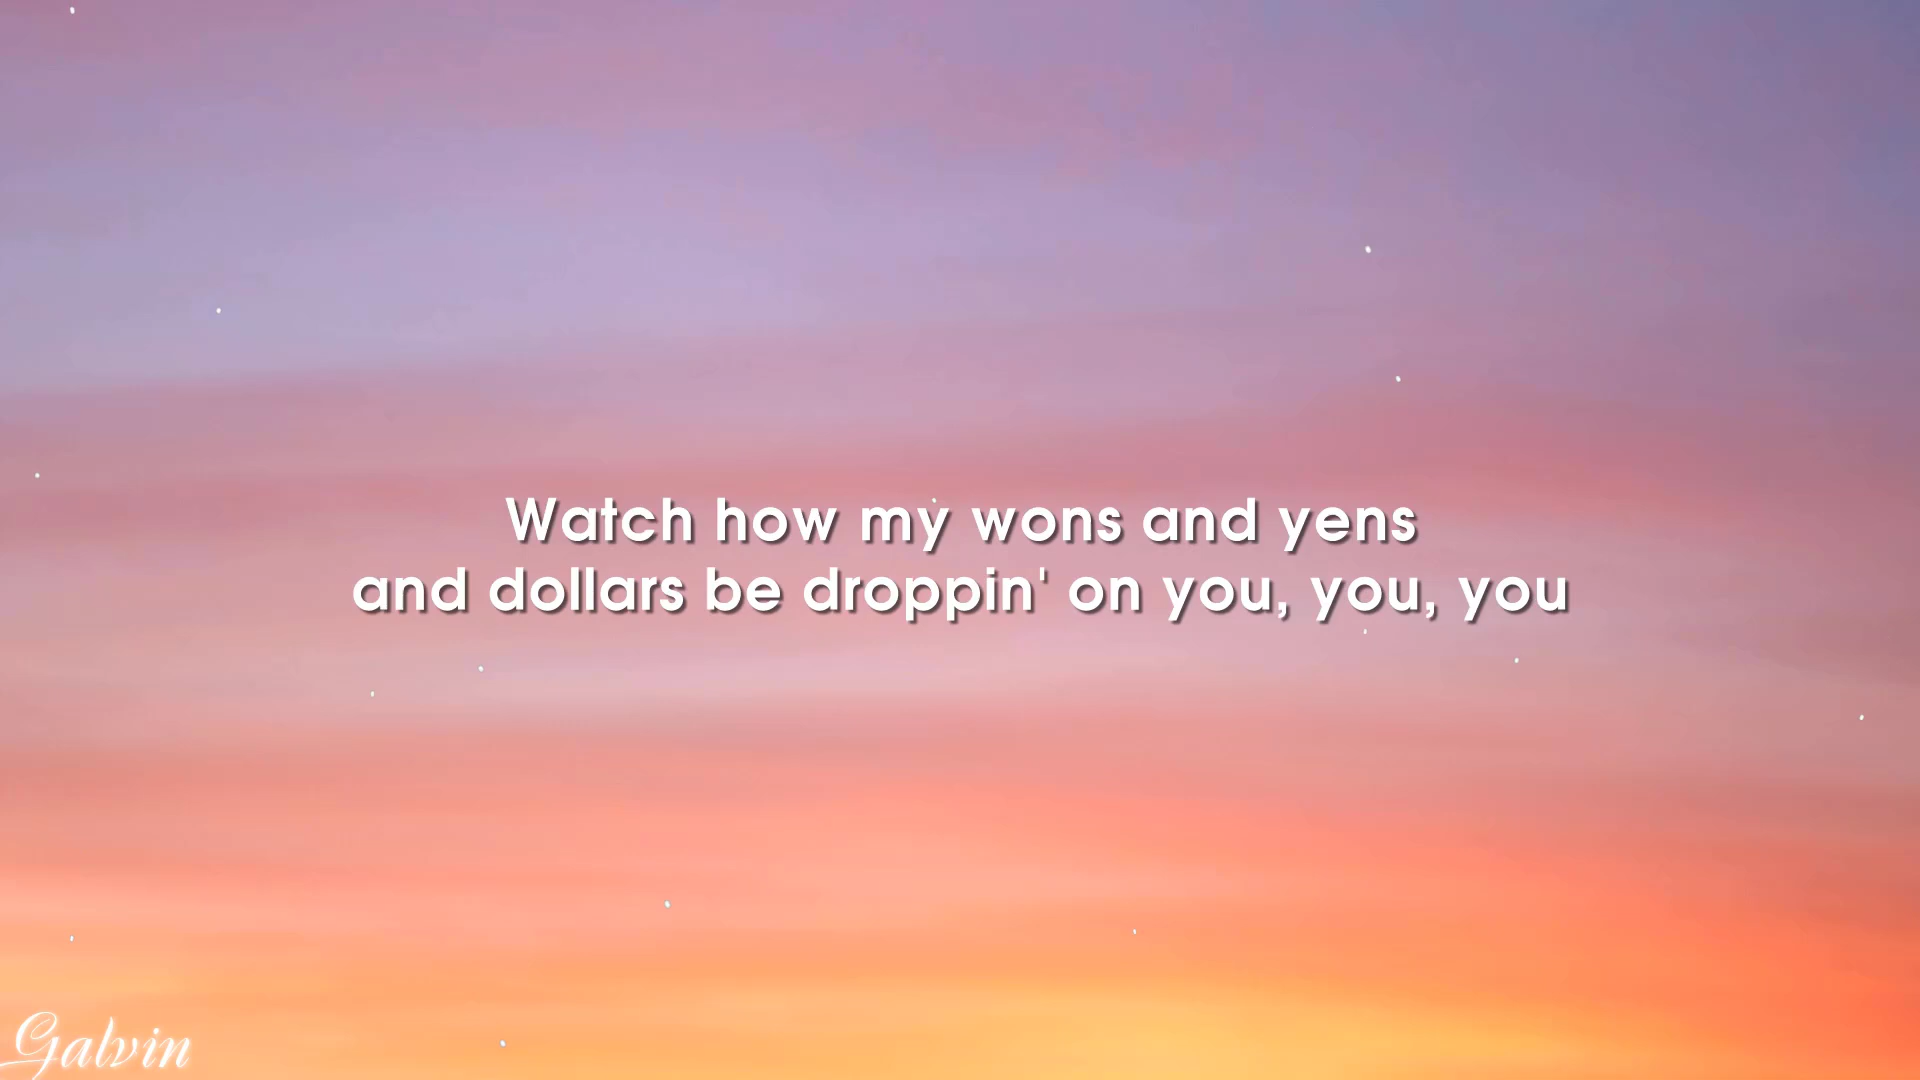 Watch how my wons and yens
and dollars be droppin' on you, you, you
Galvin